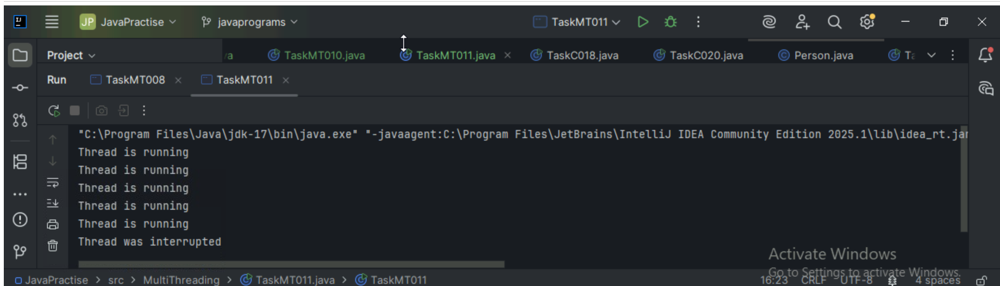 JP JavaPractise javaprograms TaskMT011
Project TaskMT010.java TaskMT011.java TaskC018.java TaskC020.java Person.java
Run TaskMT008 TaskMT011
"C:\Program Files\Java\jdk-17\bin\java.exe" "-javaagent:C:\Program Files\JetBrains\IntelliJ IDEA Community Edition 2025.1\lib\idea_rt.jar
Thread is running
Thread is running
Thread is running
Thread is running
Thread is running
Thread was interrupted
Activate Windows
Go to Settings to activate Windows.
JavaPractise > src > MultiThreading > TaskMT011.java > TaskMT011 16:23 CRLF UTF-8 4 spaces